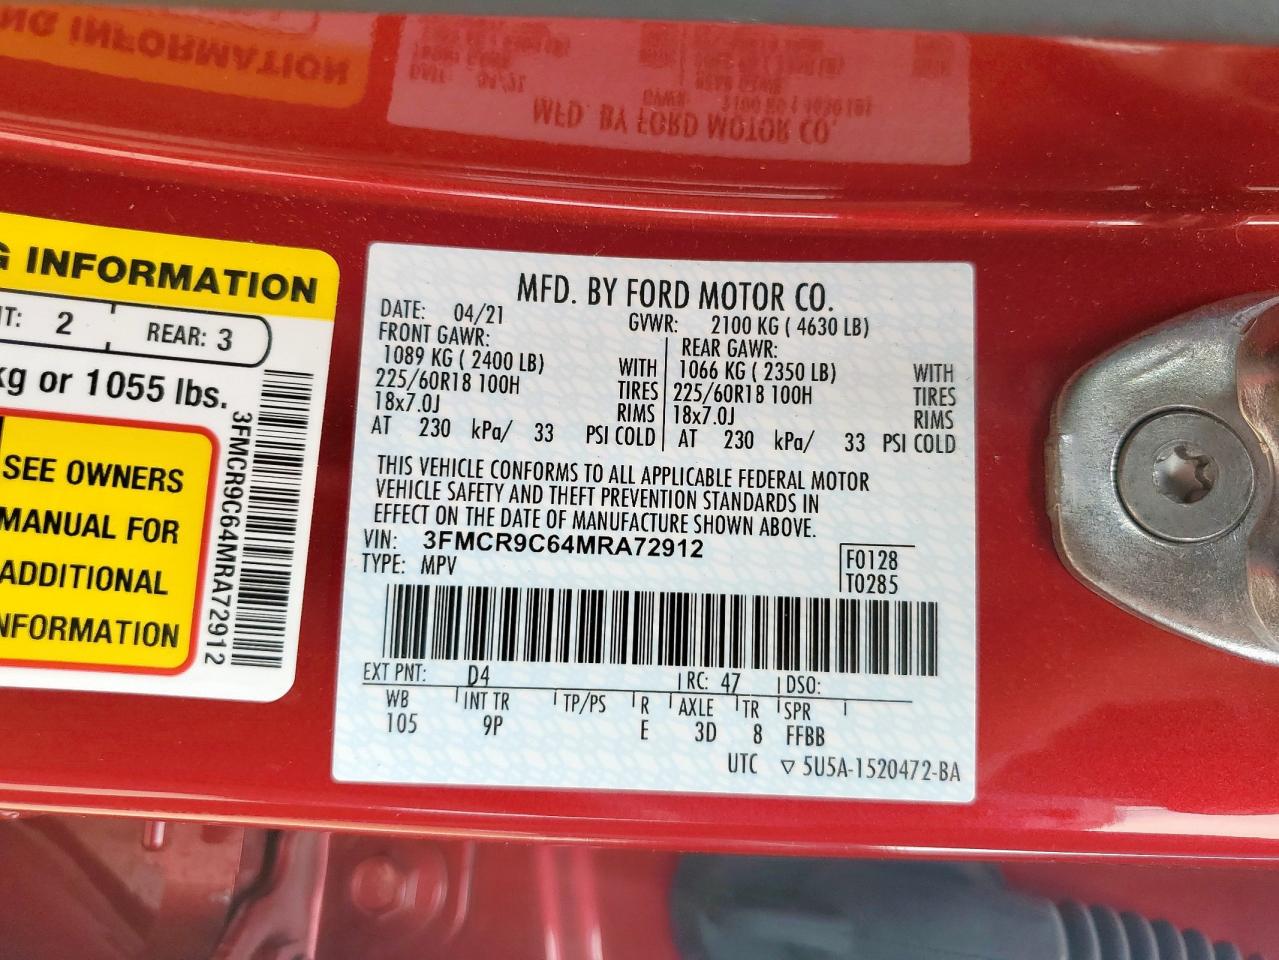 G INFORMATION
NT: 2 REAR: 3
kg or 1055 lbs.
SEE OWNERS
MANUAL FOR
ADDITIONAL
INFORMATION
3FMCR9C64MRA72912
MFD. BY FORD MOTOR CO.
DATE: 04/21 GVWR: 2100 KG ( 4630 LB)
FRONT GAWR: REAR GAWR:
1089 KG ( 2400 LB) WITH 1066 KG ( 2350 LB) WITH
225/60R18 100H TIRES 225/60R18 100H TIRES
18x7.0J RIMS 18x7.0J RIMS
AT 230 kPa/ 33 PSI COLD AT 230 kPa/ 33 PSI COLD
THIS VEHICLE CONFORMS TO ALL APPLICABLE FEDERAL MOTOR
VEHICLE SAFETY AND THEFT PREVENTION STANDARDS IN
EFFECT ON THE DATE OF MANUFACTURE SHOWN ABOVE.
VIN: 3FMCR9C64MRA72912 F0128
TYPE: MPV T0285
EXT PNT: D4 RC: 47 DSO:
WB INT TR TP/PS R AXLE TR SPR
105 9P E 3D 8 FFBB
UTC ▽ 5U5A-1520472-BA